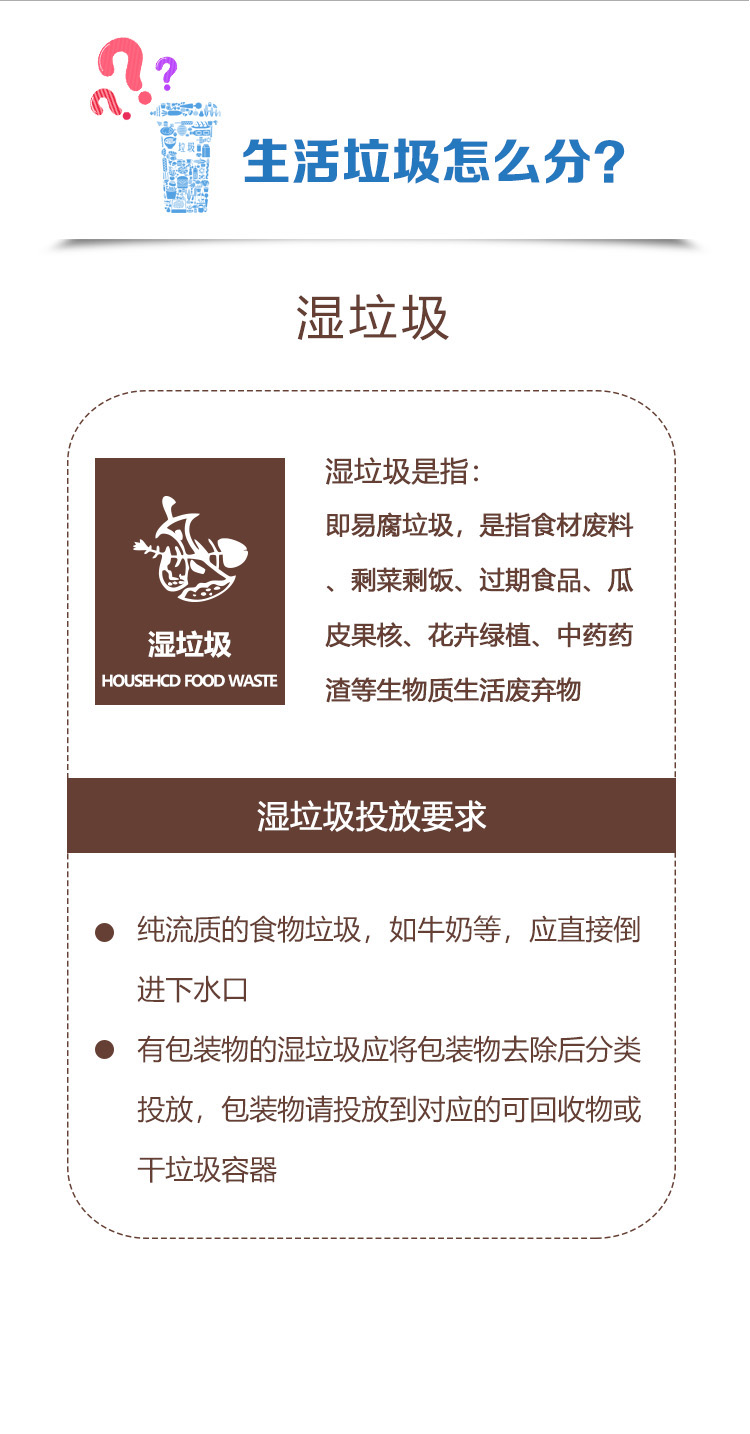 垃圾
生活垃圾怎么分?
湿垃圾
湿垃圾
HOUSEHCD FOOD WASTE
湿垃圾是指：
即易腐垃圾，是指食材废料
、剩菜剩饭、过期食品、瓜
皮果核、花卉绿植、中药药
渣等生物质生活废弃物
湿垃圾投放要求
纯流质的食物垃圾，如牛奶等，应直接倒
进下水口
有包装物的湿垃圾应将包装物去除后分类
投放，包装物请投放到对应的可回收物或
干垃圾容器